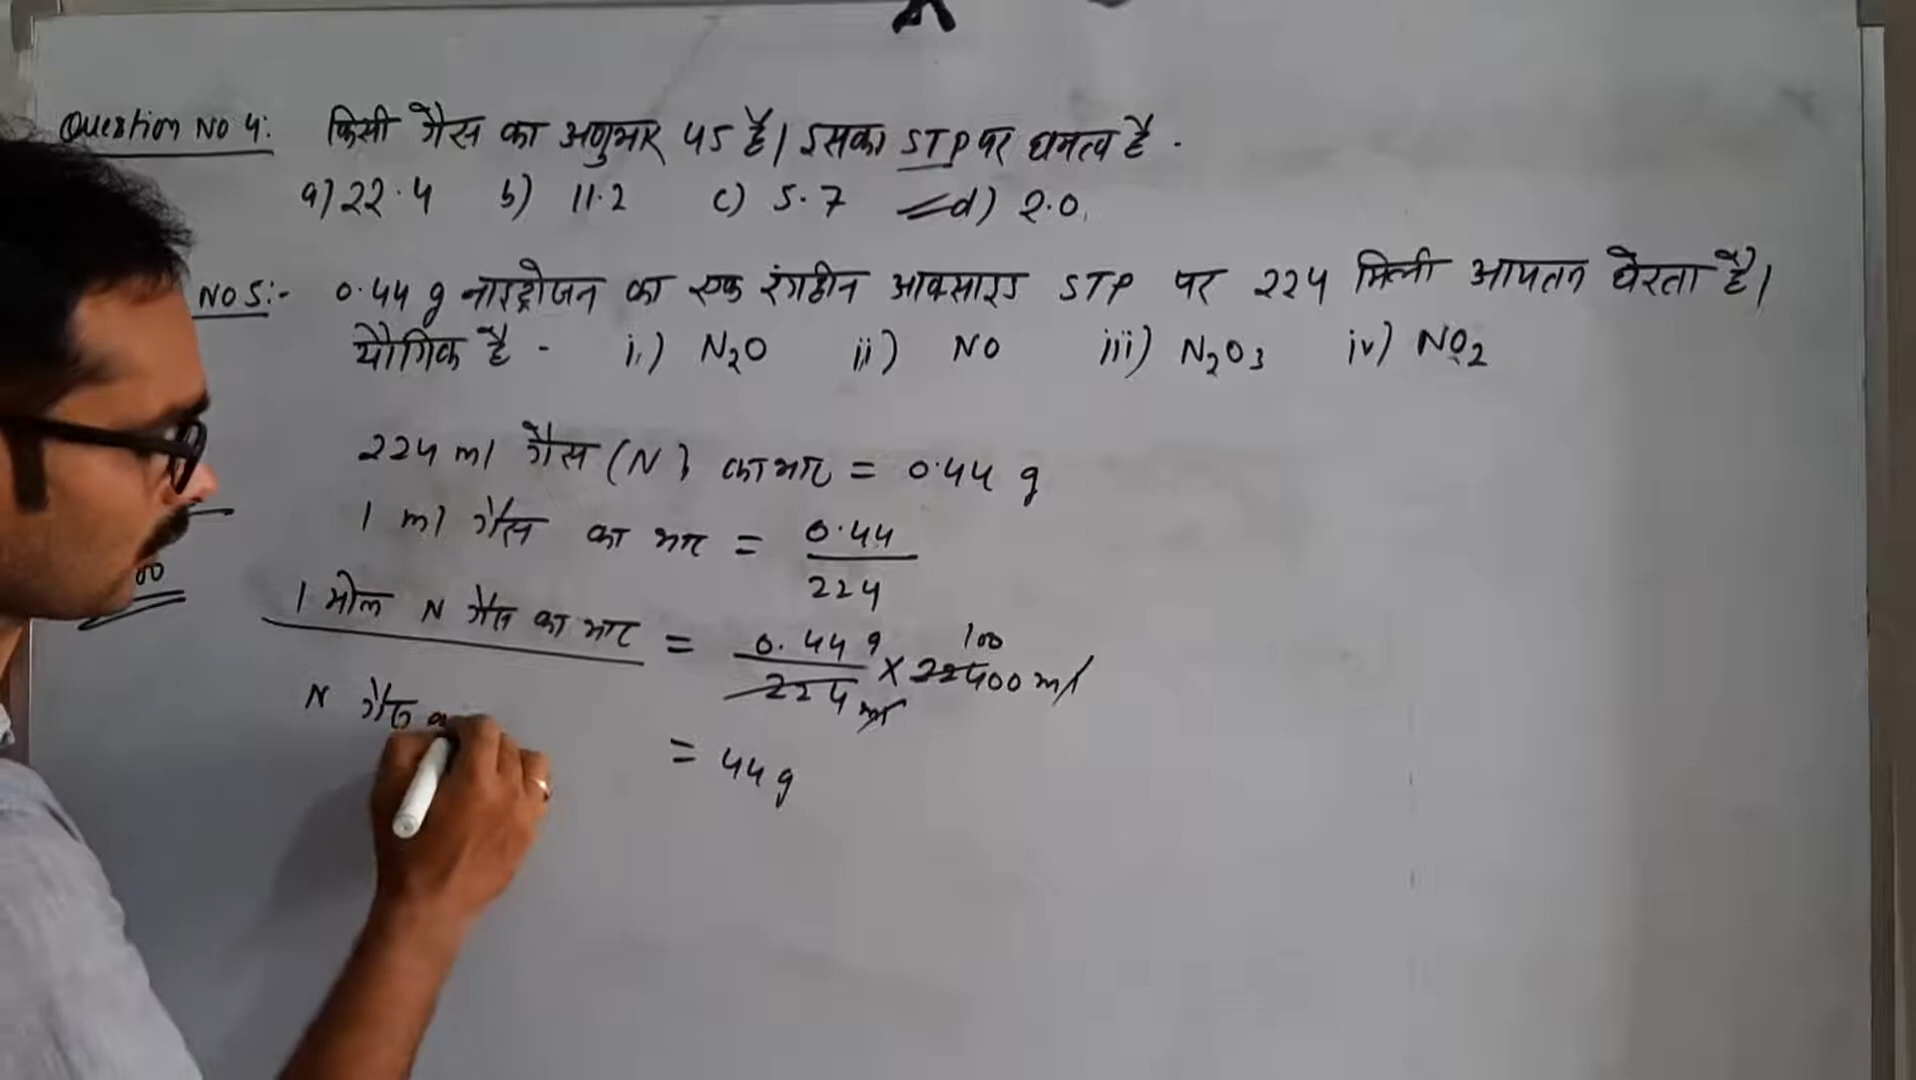 Question No 4: किसी गैस का अणुभार 45 है। इसका STP पर घनत्व है -
a) 22.4 b) 11.2 c) 5.7 d) 2.0
No 5:- 0.44 g नाइट्रोजन का एक रंगहीन आक्साइड STP पर 224 मिली आयतन घेरता है।
यौगिक है - i) N2O ii) NO iii) N2O3 iv) NO2
224 ml गैस (N) का भार = 0.44 g
1 ml गैस का भार = 0.44
224
1 मोल N गैस का भार = 0.44 g × 22400 ml
100
224 ml
N गैस
= 44 g